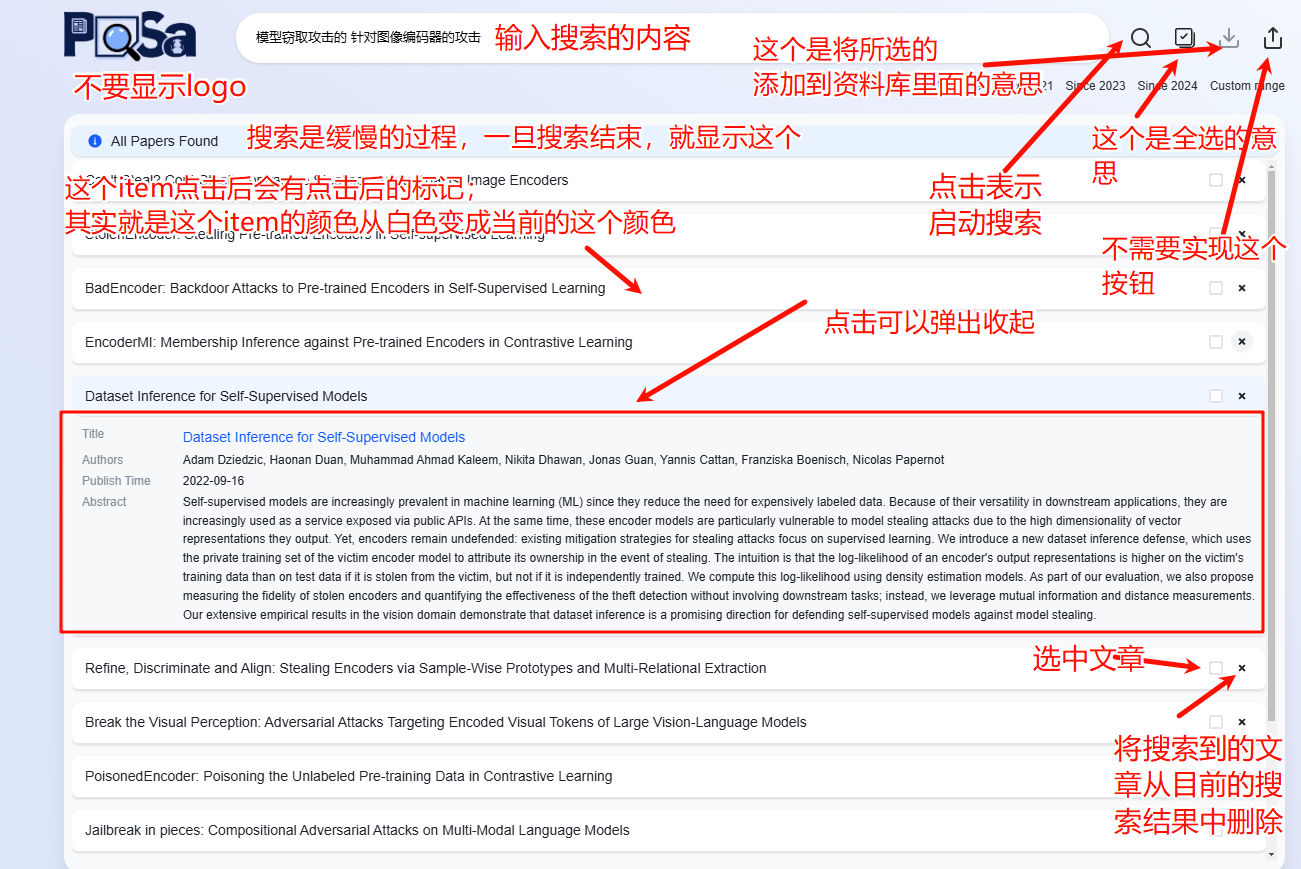 PaSa
模型窃取攻击的 针对图像编码器的攻击
输入搜索的内容
这个是将所选的
添加到资料库里面的意思
不要显示logo
21
Since 2023
Since 2024
Custom range
All Papers Found
搜索是缓慢的过程，一旦搜索结束，就显示这个
这个是全选的意
思
Image Encoders
这个item点击后会有点击后的标记；
其实就是这个item的颜色从白色变成当前的这个颜色
点击表示
启动搜索
StolenEncoder: Stealing Pre-trained Encoders in Self-supervised Learning
不需要实现这个
按钮
BadEncoder: Backdoor Attacks to Pre-trained Encoders in Self-Supervised Learning
点击可以弹出收起
EncoderMI: Membership Inference against Pre-trained Encoders in Contrastive Learning
Dataset Inference for Self-Supervised Models
Title
Dataset Inference for Self-Supervised Models
Authors
Adam Dziedzic, Haonan Duan, Muhammad Ahmad Kaleem, Nikita Dhawan, Jonas Guan, Yannis Cattan, Franziska Boenisch, Nicolas Papernot
Publish Time
2022-09-16
Abstract
Self-supervised models are increasingly prevalent in machine learning (ML) since they reduce the need for expensively labeled data. Because of their versatility in downstream applications, they are
increasingly used as a service exposed via public APIs. At the same time, these encoder models are particularly vulnerable to model stealing attacks due to the high dimensionality of vector
representations they output. Yet, encoders remain undefended: existing mitigation strategies for stealing attacks focus on supervised learning. We introduce a new dataset inference defense, which uses
the private training set of the victim encoder model to attribute its ownership in the event of stealing. The intuition is that the log-likelihood of an encoder's output representations is higher on the victim's
training data than on test data if it is stolen from the victim, but not if it is independently trained. We compute this log-likelihood using density estimation models. As part of our evaluation, we also propose
measuring the fidelity of stolen encoders and quantifying the effectiveness of the theft detection without involving downstream tasks; instead, we leverage mutual information and distance measurements.
Our extensive empirical results in the vision domain demonstrate that dataset inference is a promising direction for defending self-supervised models against model stealing.
选中文章
Refine, Discriminate and Align: Stealing Encoders via Sample-Wise Prototypes and Multi-Relational Extraction
Break the Visual Perception: Adversarial Attacks Targeting Encoded Visual Tokens of Large Vision-Language Models
将搜索到的文
章从目前的搜
索结果中删除
PoisonedEncoder: Poisoning the Unlabeled Pre-training Data in Contrastive Learning
Jailbreak in pieces: Compositional Adversarial Attacks on Multi-Modal Language Models